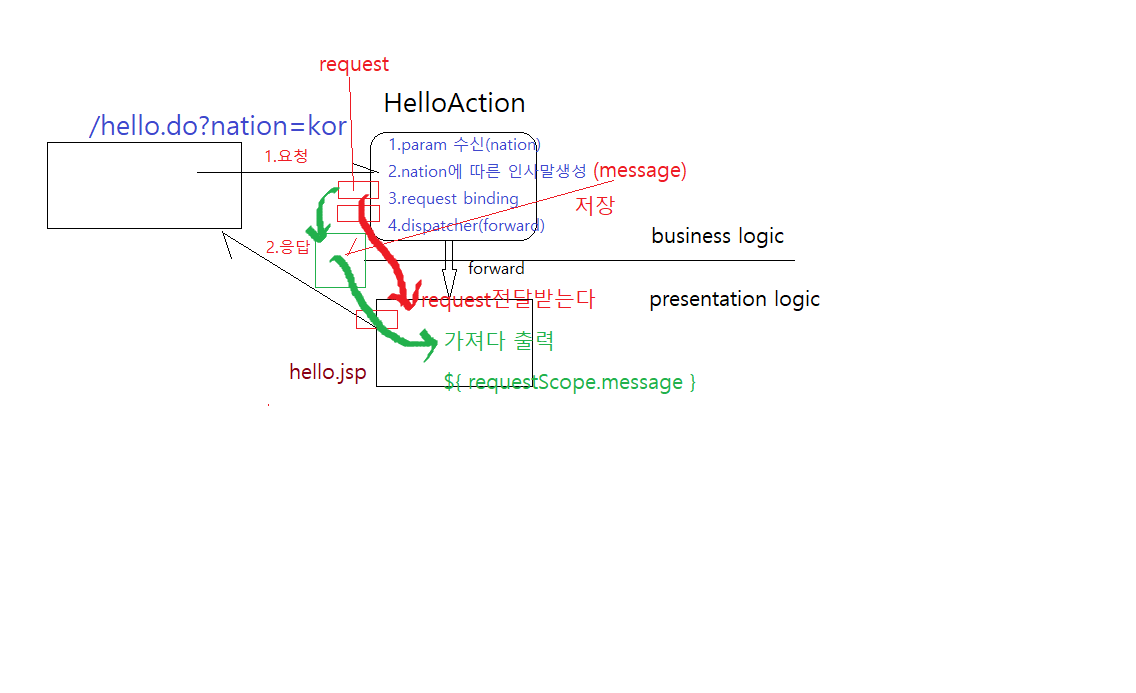 request
HelloAction
/hello.do?nation=kor
1.요청
1.param 수신(nation)
2.nation에 따른 인사말생성 (message)
3.request binding
저장
4.dispatcher(forward)
2.응답
business logic
forward
request전달받는다
presentation logic
가져다 출력
hello.jsp
${ requestScope.message }